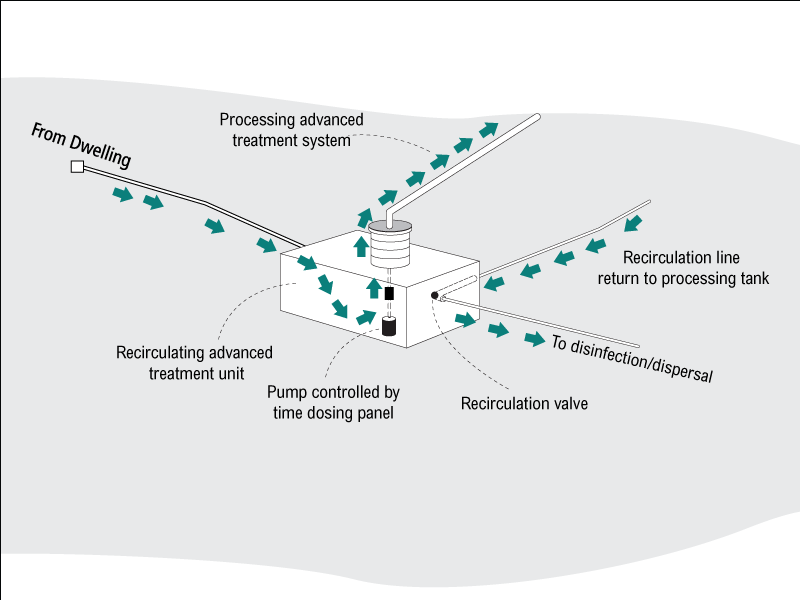 Processing advanced
treatment system
From Dwelling
Recirculation line
return to processing tank
Recirculating advanced
treatment unit
To disinfection/dispersal
Pump controlled by
time dosing panel
Recirculation valve